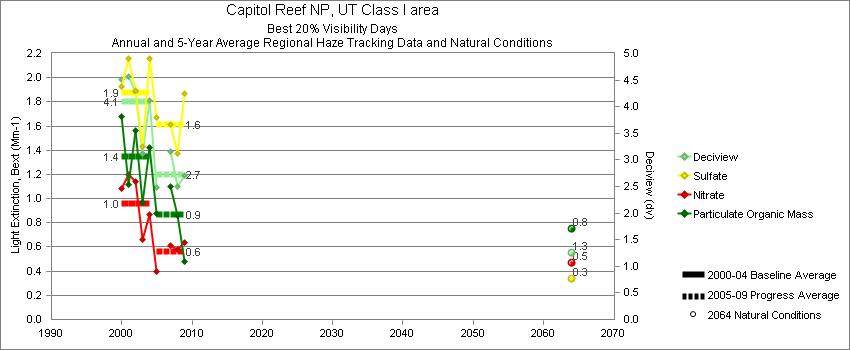 Capitol Reef NP, UT Class I area
Best 20% Visibility Days
Annual and 5-Year Average Regional Haze Tracking Data and Natural Conditions
Light Extinction, Bext (Mm-1)
2.2
2.0
1.8
1.6
1.4
1.2
1.0
0.8
0.6
0.4
0.2
0.0
1.9
4.1
1.4
1.0
1.6
2.7
0.9
0.6
0.8
1.3
0.5
0.3
5.0
4.5
4.0
3.5
3.0
2.5
2.0
1.5
1.0
0.5
0.0
Deciview (dv)
1990 2000 2010 2020 2030 2040 2050 2060 2070
Deciview
Sulfate
Nitrate
Particulate Organic Mass
2000-04 Baseline Average
2005-09 Progress Average
2064 Natural Conditions